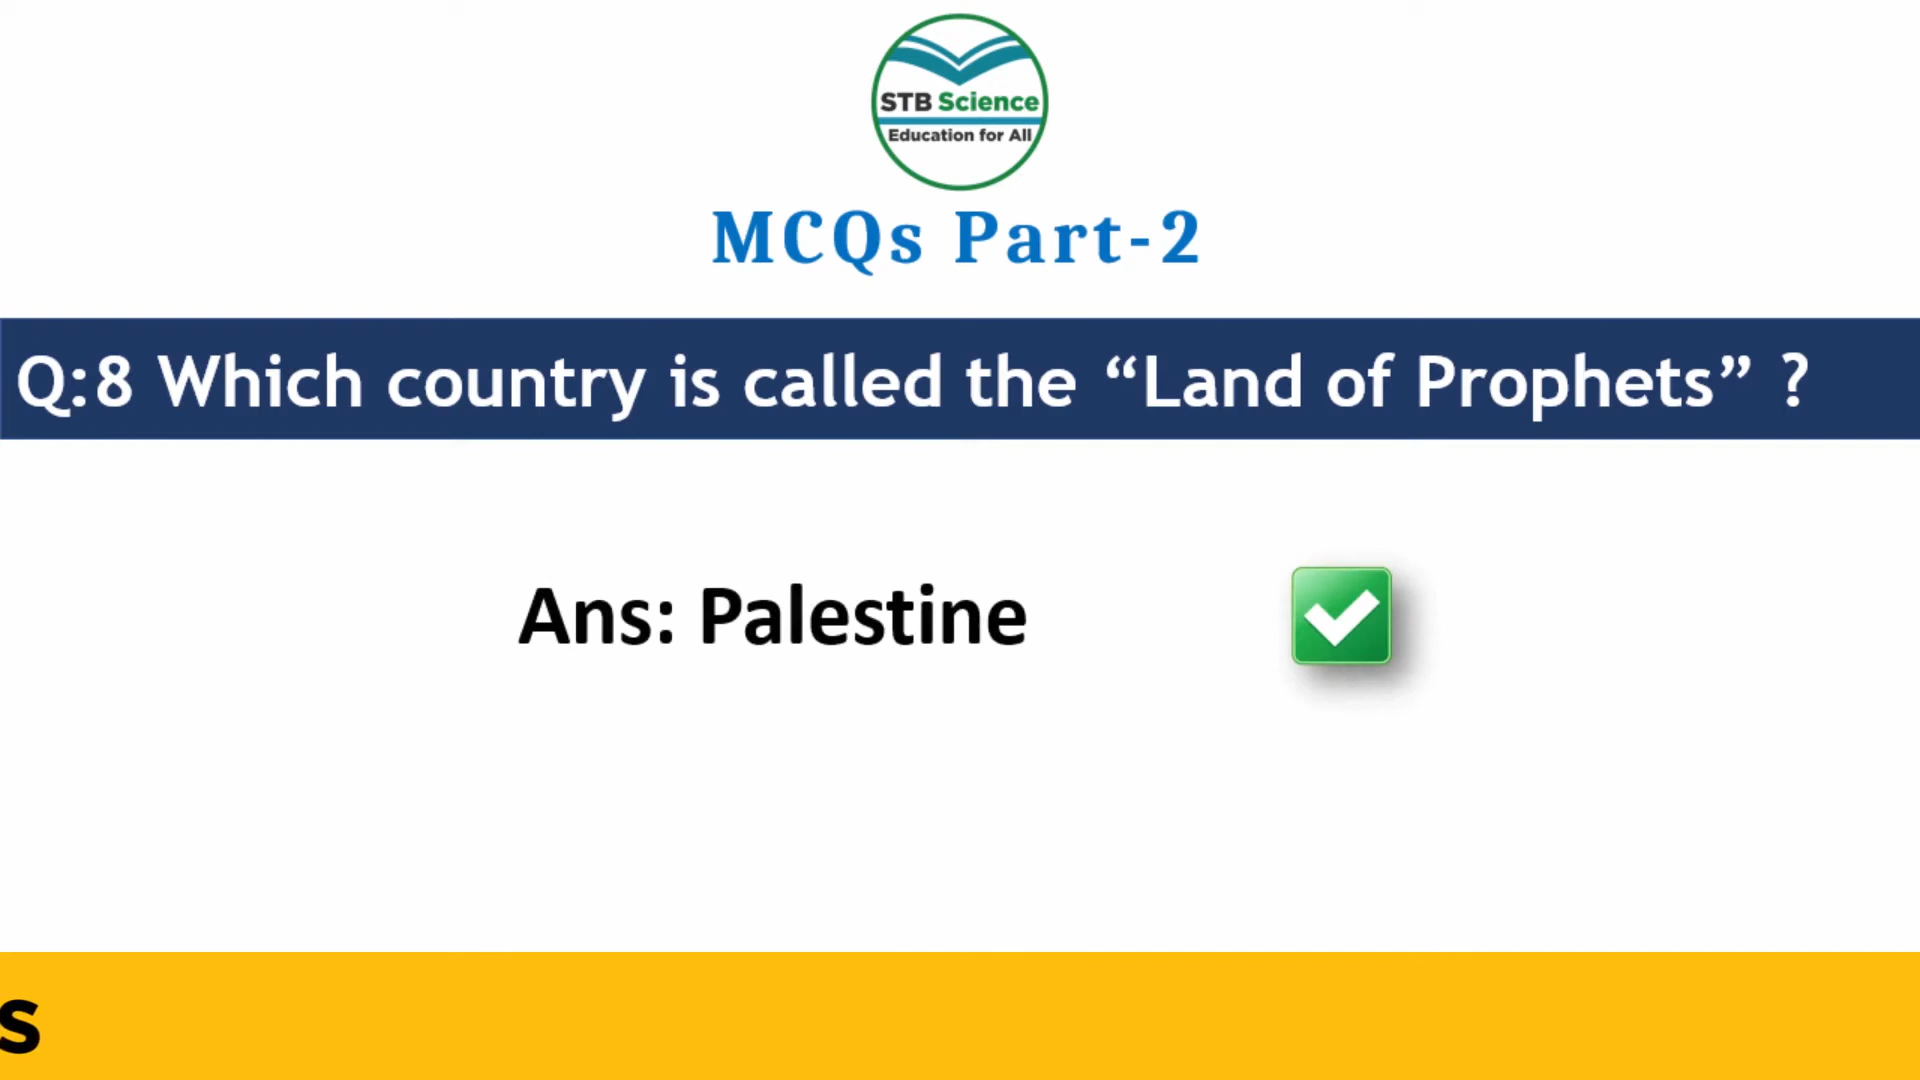 STB Science
Education for All
MCQs Part-2
Q:8 Which country is called the “Land of Prophets” ?
Ans: Palestine
s